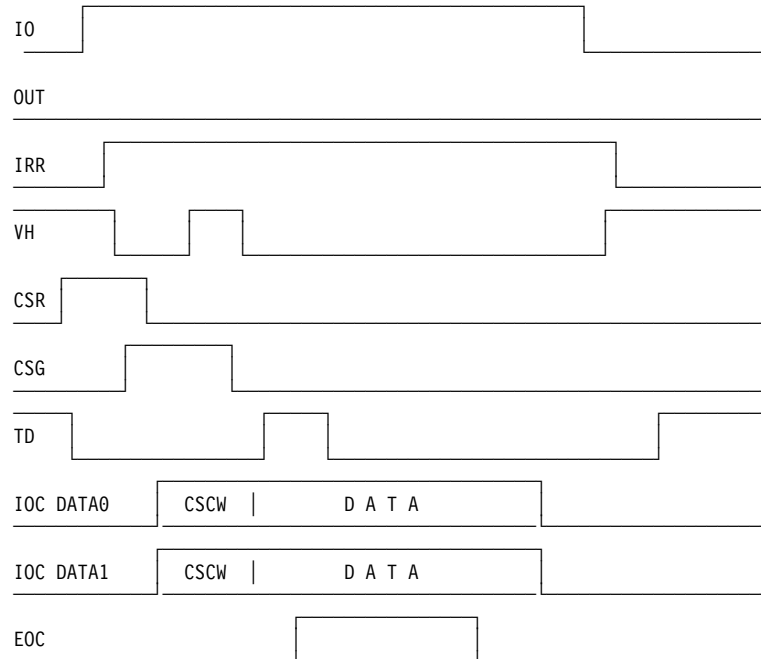 IO
OUT
IRR
VH
CSR
CSG
TD
IOC DATA0 CSCW | D A T A
IOC DATA1 CSCW | D A T A
EOC